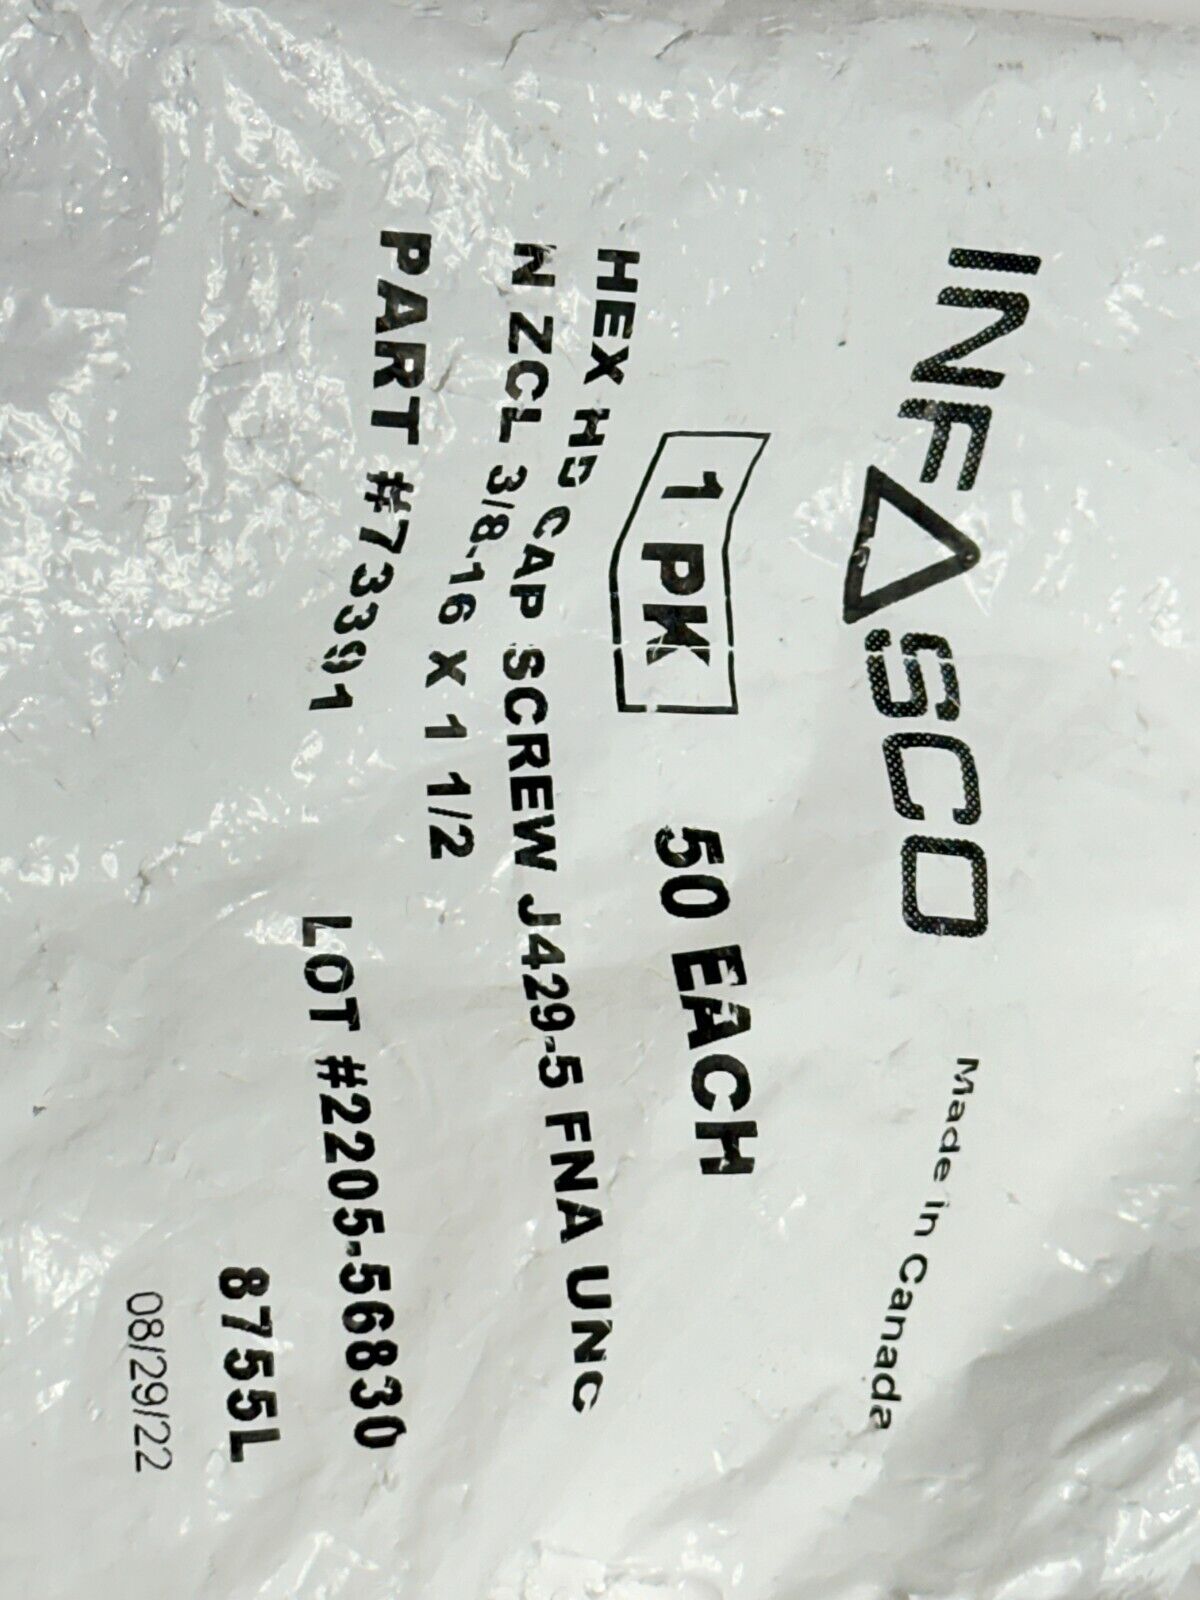 INFASCO
Made in Canada
1 PK 50 EACH
HEX HD CAP SCREW J429-5 FNA UNC
N ZCL 3/8-16 X 1 1/2
PART #73391 LOT #2205-56830
8755L
08/29/22